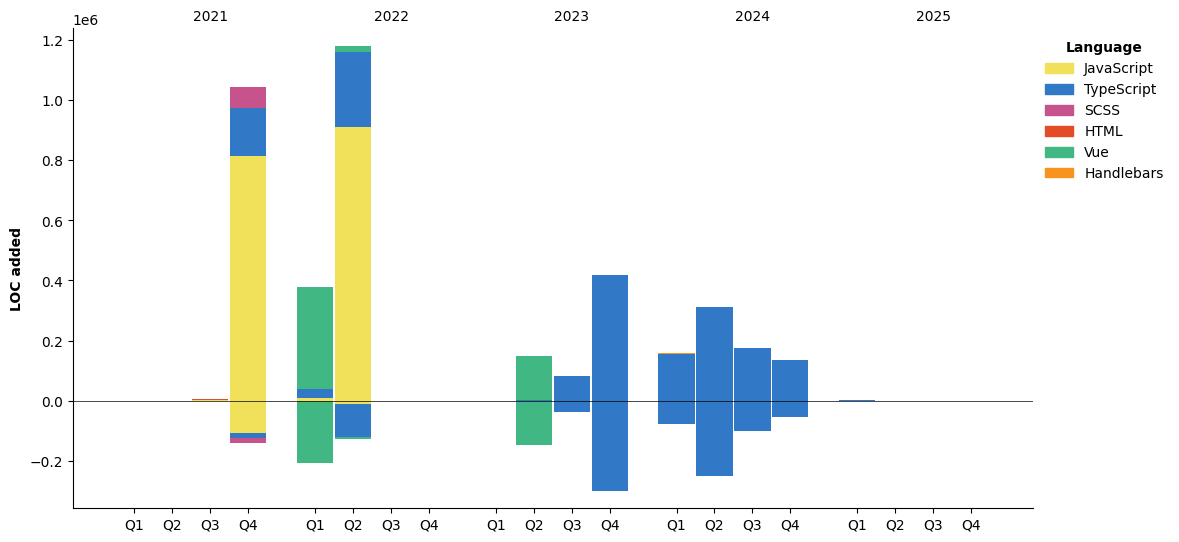 1e6
2021 2022 2023 2024 2025
1.2
1.0
0.8
0.6
0.4
0.2
0.0
−0.2
LOC added
Q1 Q2 Q3 Q4 Q1 Q2 Q3 Q4 Q1 Q2 Q3 Q4 Q1 Q2 Q3 Q4 Q1 Q2 Q3 Q4
Language
JavaScript
TypeScript
SCSS
HTML
Vue
Handlebars